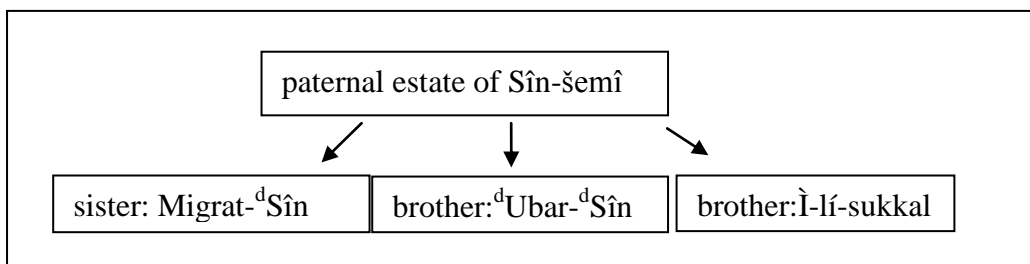 paternal estate of Sîn-šemî
sister: Migrat-ᵈSîn brother:ᵈUbar-ᵈSîn brother:Ì-lí-sukkal